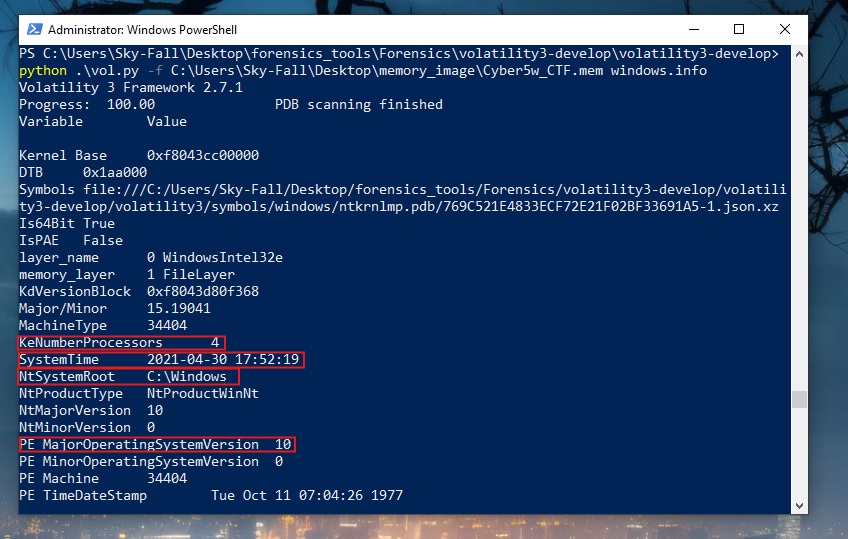 Administrator: Windows PowerShell
PS C:\Users\Sky-Fall\Desktop\forensics_tools\Forensics\volatility3-develop\volatility3-develop>
python .\vol.py -f C:\Users\Sky-Fall\Desktop\memory_image\Cyber5w_CTF.mem windows.info
Volatility 3 Framework 2.7.1
Progress:  100.00               PDB scanning finished
Variable        Value

Kernel Base     0xf8043cc00000
DTB     0x1aa000
Symbols file:///C:/Users/Sky-Fall/Desktop/forensics_tools/Forensics/volatility3-develop/volatili
ty3-develop/volatility3/symbols/windows/ntkrnlmp.pdb/769C521E4833ECF72E21F02BF33691A5-1.json.xz
Is64Bit True
IsPAE   False
layer_name      0 WindowsIntel32e
memory_layer    1 FileLayer
KdVersionBlock  0xf8043d80f368
Major/Minor     15.19041
MachineType     34404
KeNumberProcessors      4
SystemTime      2021-04-30 17:52:19
NtSystemRoot    C:\Windows
NtProductType   NtProductWinNt
NtMajorVersion  10
NtMinorVersion  0
PE MajorOperatingSystemVersion  10
PE MinorOperatingSystemVersion  0
PE Machine      34404
PE TimeDateStamp        Tue Oct 11 07:04:26 1977